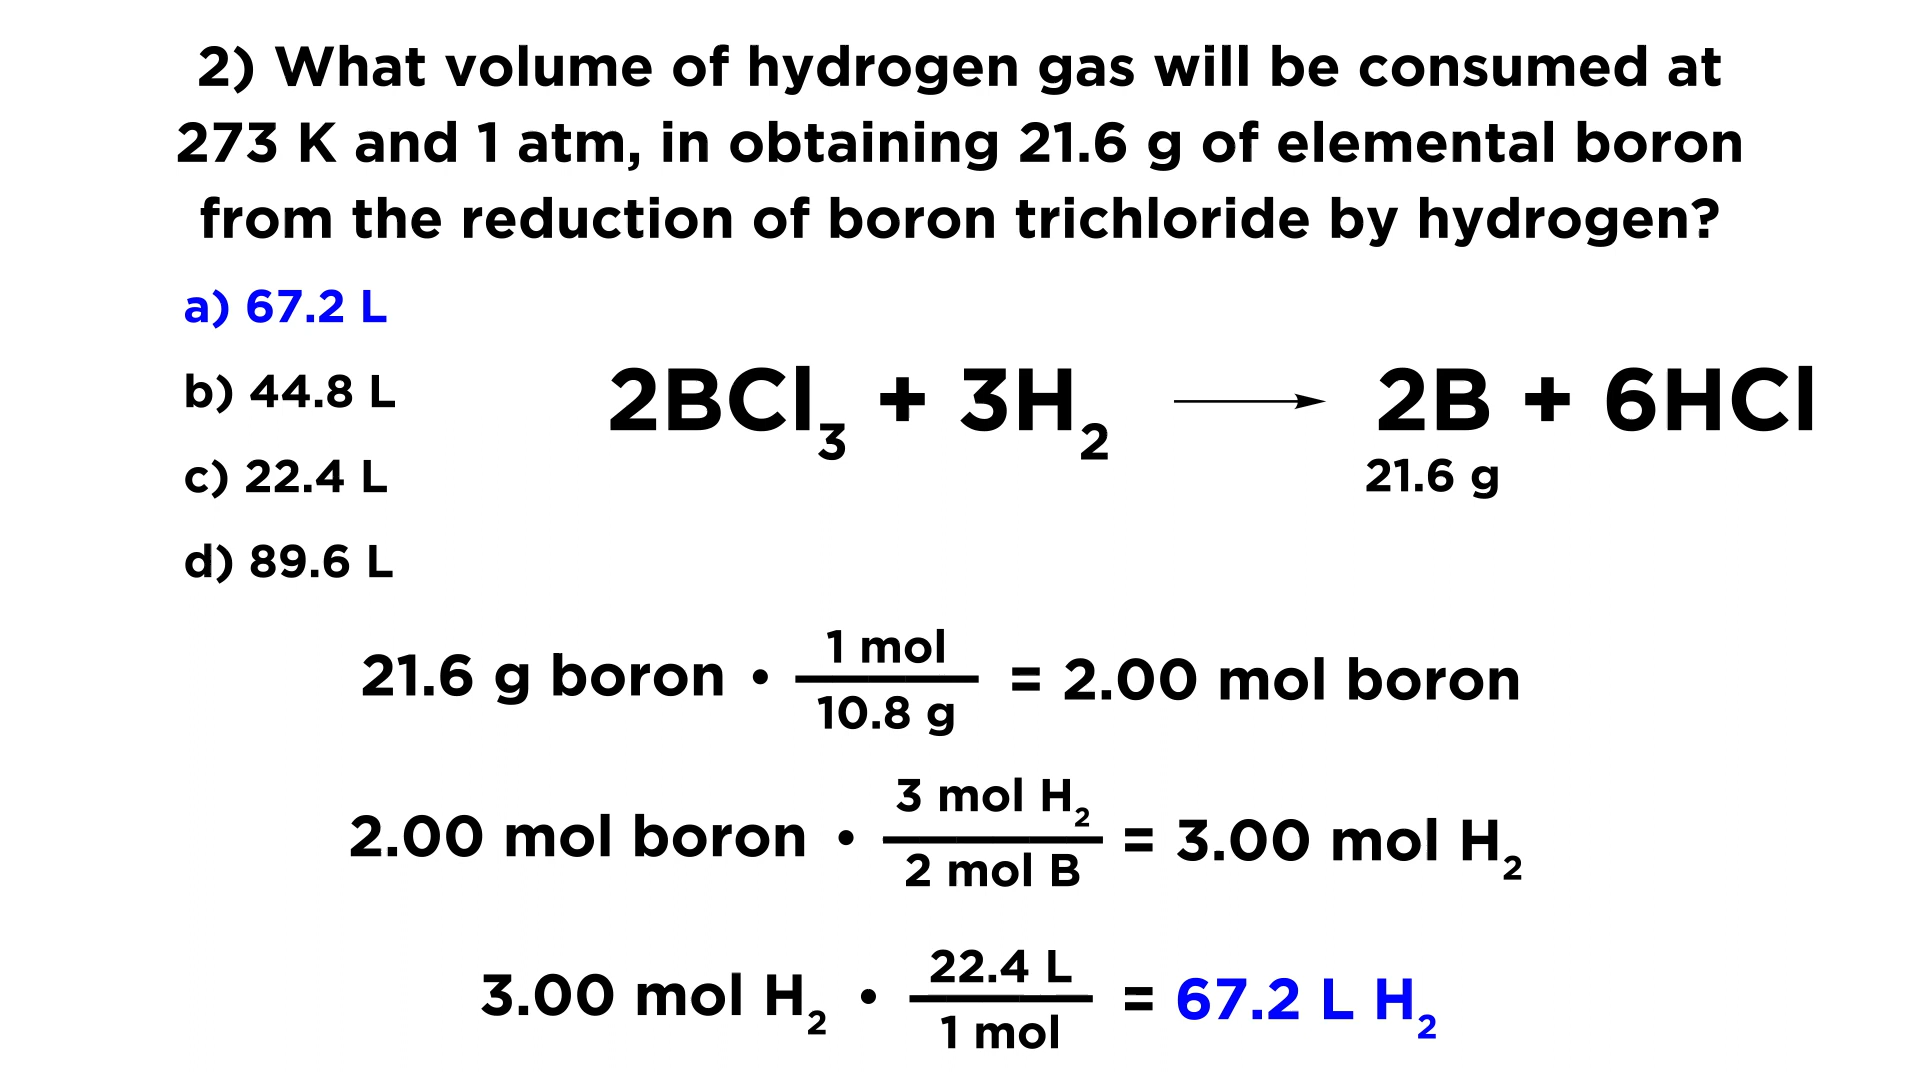 2) What volume of hydrogen gas will be consumed at
273 K and 1 atm, in obtaining 21.6 g of elemental boron
from the reduction of boron trichloride by hydrogen?
a) 67.2 L
b) 44.8 L
c) 22.4 L
d) 89.6 L
2BCl₃ + 3H₂ → 2B + 6HCl
21.6 g
21.6 g boron • 1 mol / 10.8 g = 2.00 mol boron
2.00 mol boron • 3 mol H₂ / 2 mol B = 3.00 mol H₂
3.00 mol H₂ • 22.4 L / 1 mol = 67.2 L H₂